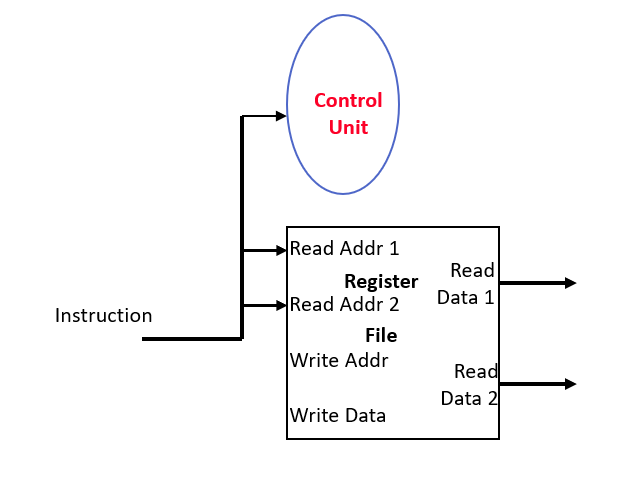 Control
Unit
Read Addr 1
Register
Read Addr 2
File
Write Addr
Write Data
Read
Data 1
Read
Data 2
Instruction